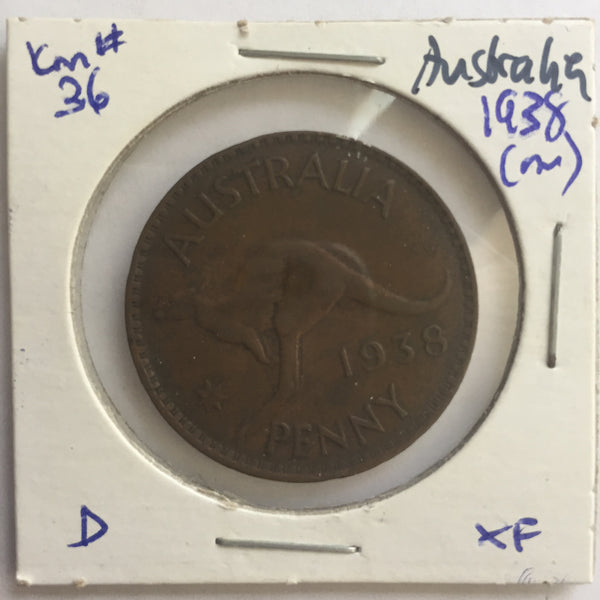 Km#
36
Australia
1938
(m)
AUSTRALIA
1938
PENNY
D
XF